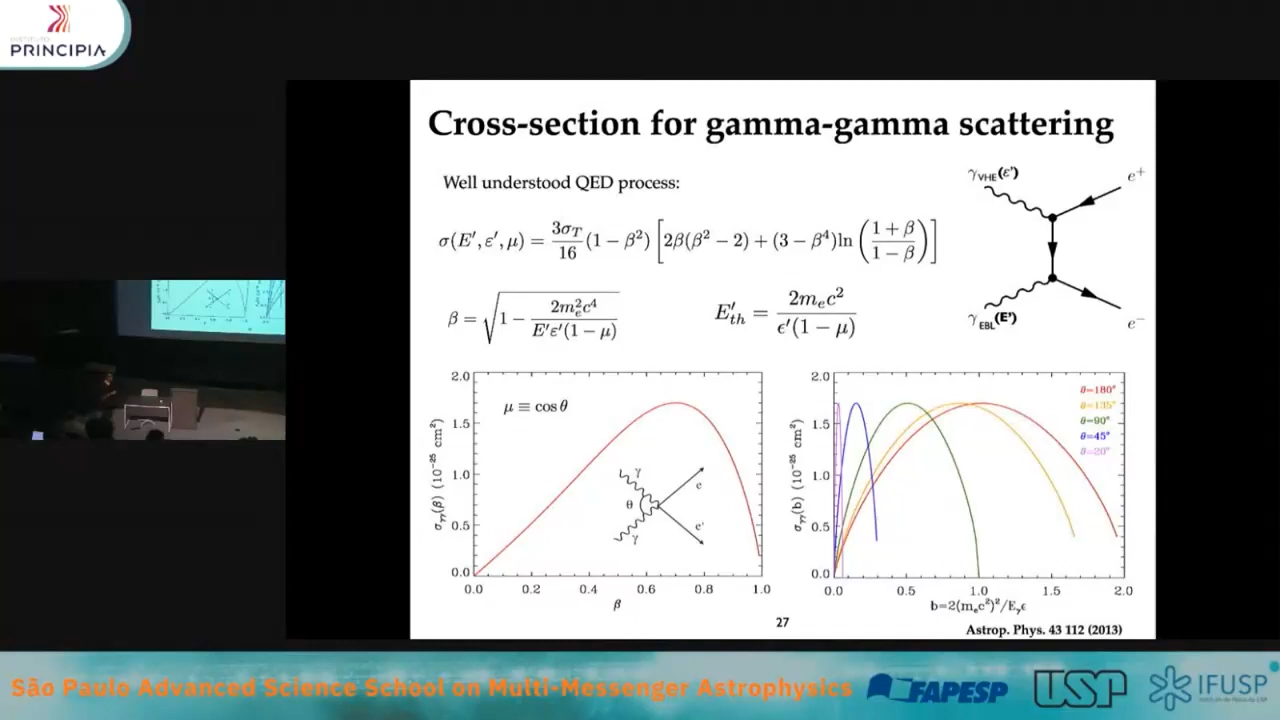 INSTITUTO
PRINCIPIA
Cross-section for gamma-gamma scattering
Well understood QED process:
σ(E′, ε′, μ) = 3σ_T/16 (1 − β²) [2β(β² − 2) + (3 − β⁴)ln((1 + β)/(1 − β))]
β = √(1 − 2m_e²c⁴/(E′ε′(1 − μ)))
E′_th = 2m_ec²/(ϵ′(1 − μ))
γ_VHE(ε′)
e⁺
γ_EBL(E′)
e⁻
μ ≡ cos θ
σ_γγ(β) (10⁻²⁵ cm²)
2.0
1.5
1.0
0.5
0.0
γ
θ
γ
e
e'
0.0 0.2 0.4 0.6 0.8 1.0
β
σ_γγ(b) (10⁻²⁵ cm²)
2.0
1.5
1.0
0.5
0.0
θ=180°
θ=135°
θ=90°
θ=45°
θ=20°
0.0 0.5 1.0 1.5 2.0
b=2(m_ec²)²/E_γϵ
27
Astrop. Phys. 43 112 (2013)
São Paulo Advanced Science School on Multi-Messenger Astrophysics
FAPESP
USP
IFUSP